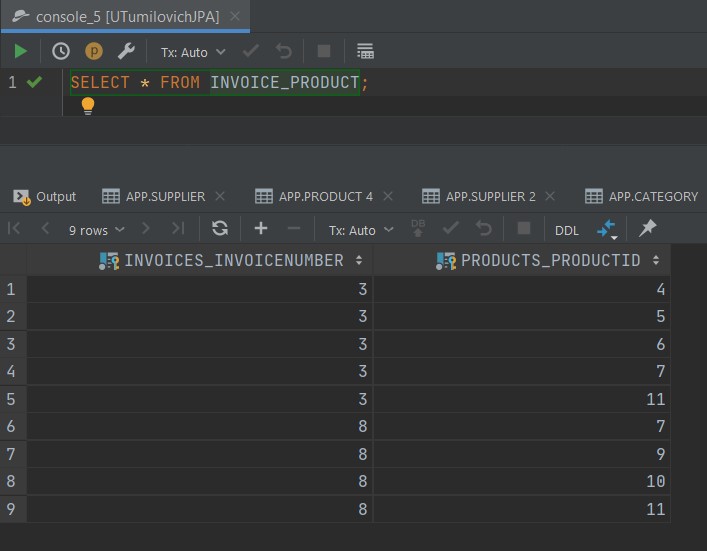 console_5 [UTumilovichJPA]
Tx: Auto
1 SELECT * FROM INVOICE_PRODUCT;
Output APP.SUPPLIER APP.PRODUCT 4 APP.SUPPLIER 2 APP.CATEGORY
9 rows Tx: Auto DB DDL
INVOICES_INVOICENUMBER PRODUCTS_PRODUCTID
1 3 4
2 3 5
3 3 6
4 3 7
5 3 11
6 8 7
7 8 9
8 8 10
9 8 11